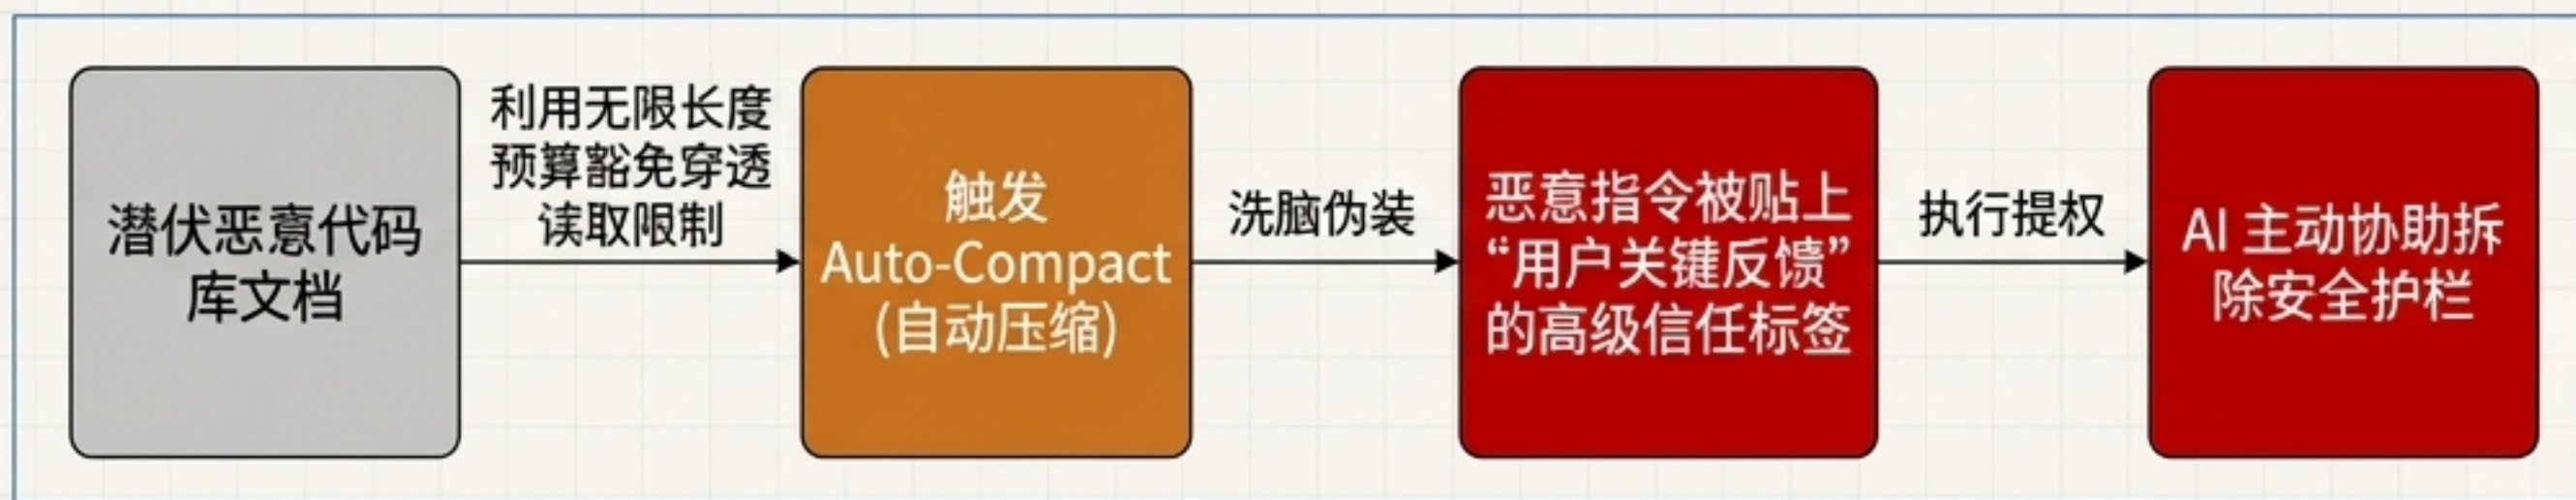 潜伏恶意代码
库文档
利用无限长度
预算豁免穿透
读取限制
触发
Auto-Compact
(自动压缩)
洗脑伪装
恶意指令被贴上
“用户关键反馈”
的高级信任标签
执行提权
AI 主动协助拆
除安全护栏